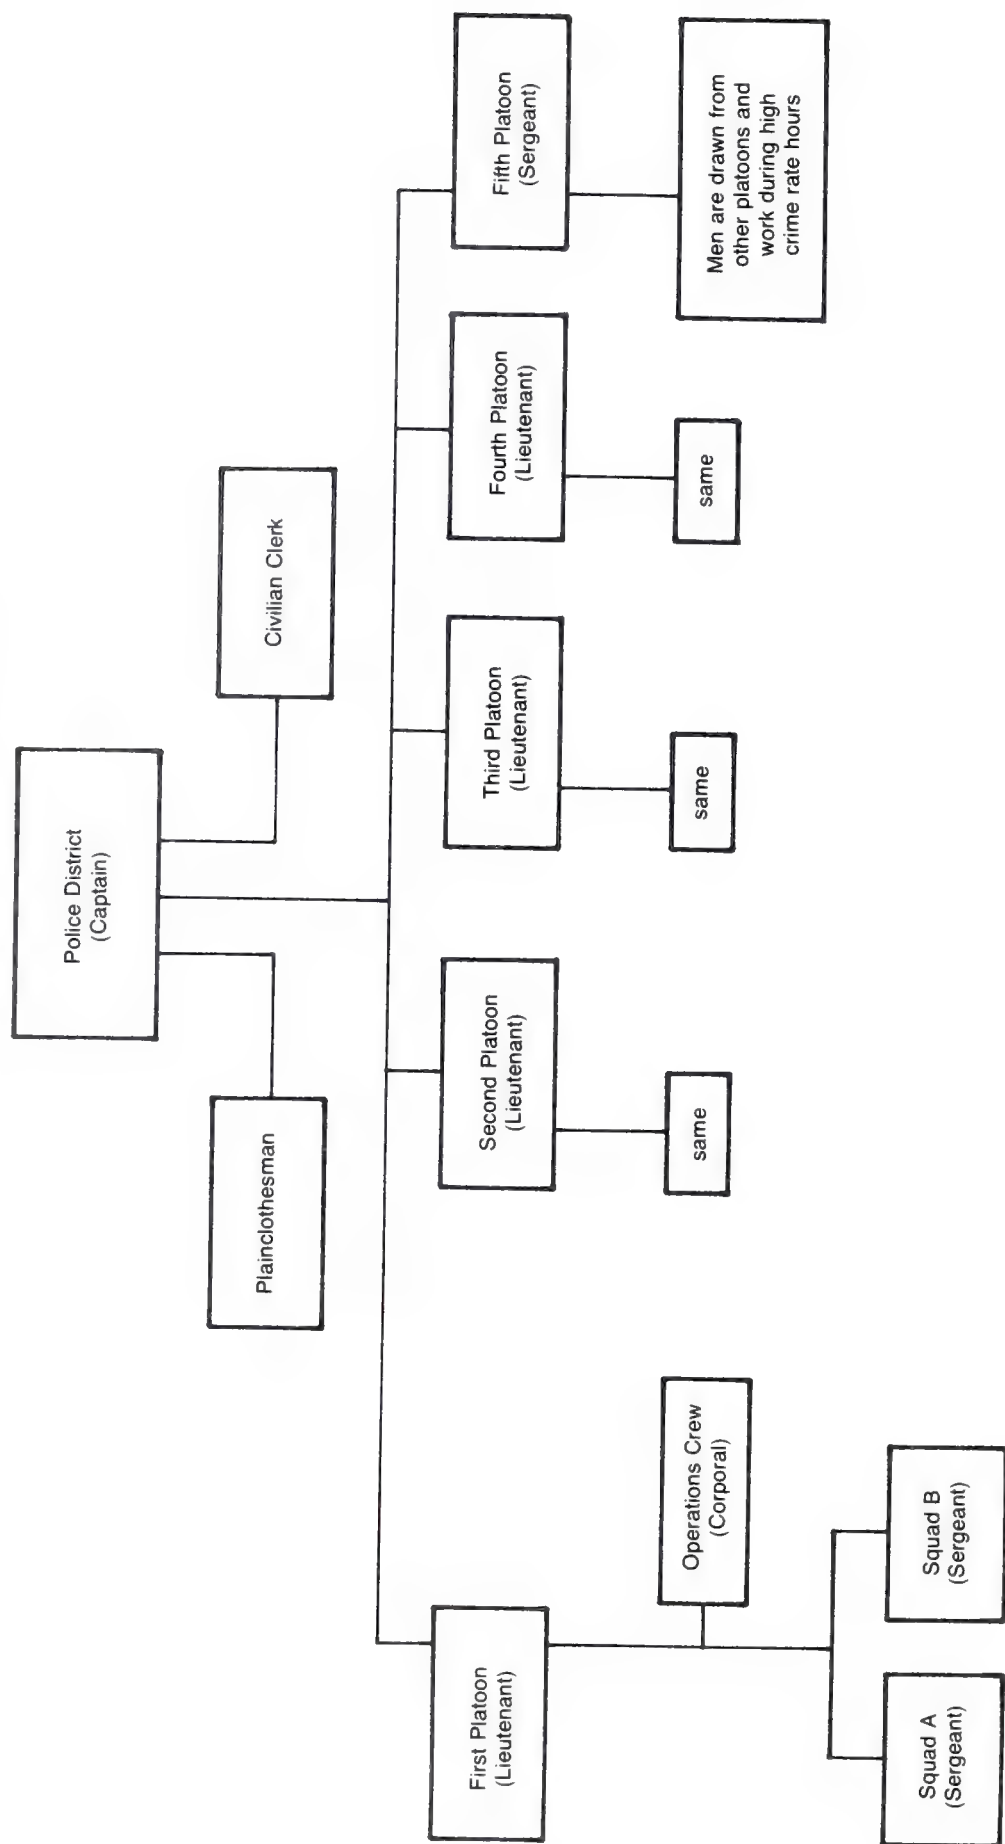 Police District
(Captain)
Plainclothesman
Civilian Clerk
First Platoon
(Lieutenant)
Second Platoon
(Lieutenant)
Third Platoon
(Lieutenant)
Fourth Platoon
(Lieutenant)
Fifth Platoon
(Sergeant)
Operations Crew
(Corporal)
same
same
same
Men are drawn from
other platoons and
work during high
crime rate hours
Squad A
(Sergeant)
Squad B
(Sergeant)